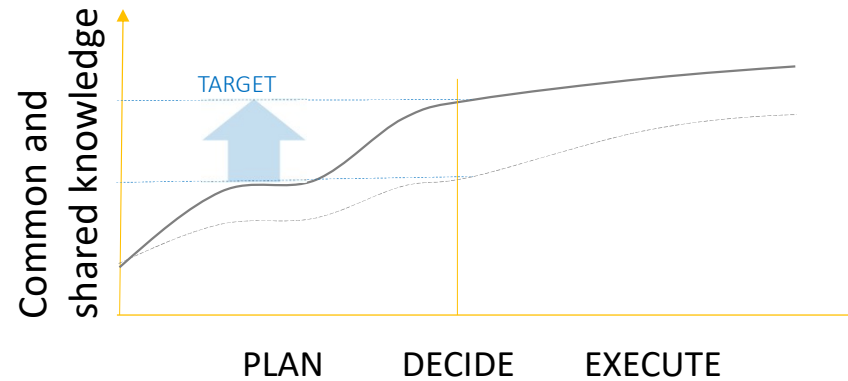 Common and
shared knowledge
TARGET
PLAN
DECIDE
EXECUTE